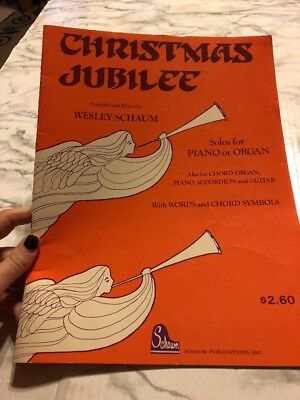 CHRISTMAS
JUBILEE
Compiled and Edited by
WESLEY SCHAUM
Solos for
PIANO or ORGAN
Also for CHORD ORGAN,
PIANO ACCORDION and GUITAR
With WORDS and CHORD SYMBOLS
$2.60
Schaum
SCHAUM PUBLICATIONS, INC.